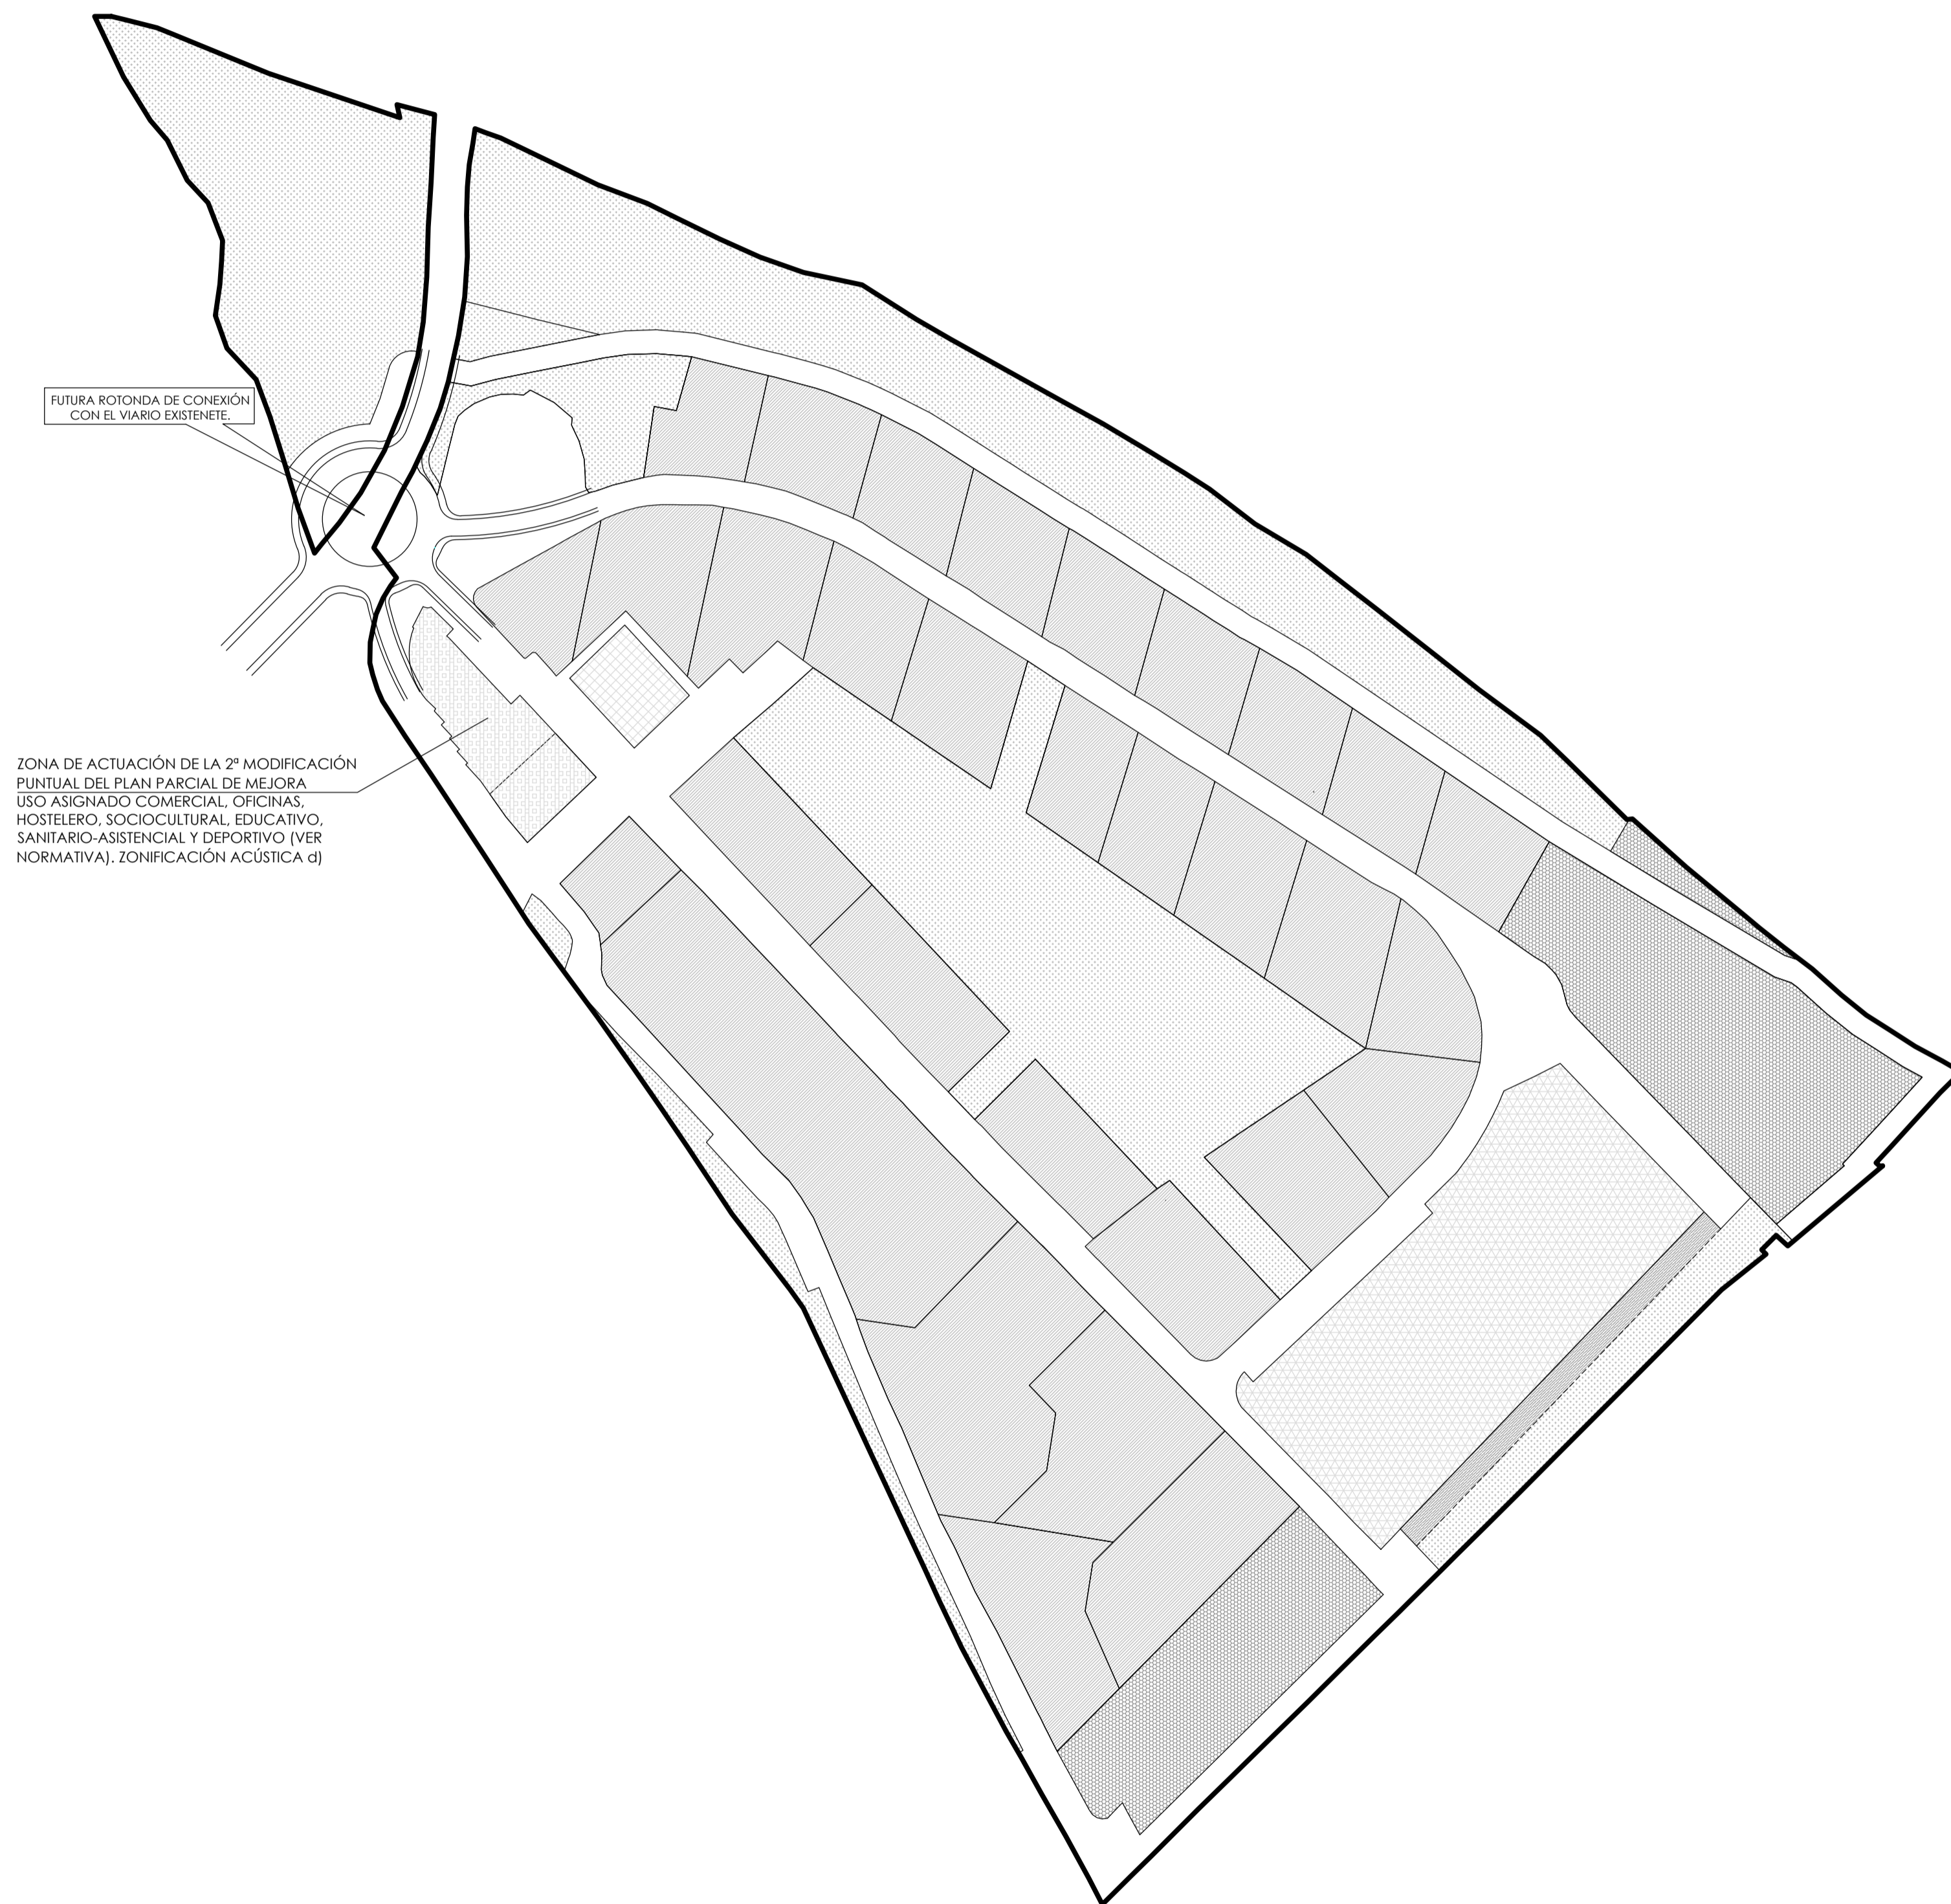 FUTURA ROTONDA DE CONEXIÓN
CON EL VIARIO EXISTENETE.
ZONA DE ACTUACIÓN DE LA 2ª MODIFICACIÓN
PUNTUAL DEL PLAN PARCIAL DE MEJORA
USO ASIGNADO COMERCIAL, OFICINAS,
HOSTELERO, SOCIOCULTURAL, EDUCATIVO,
SANITARIO-ASISTENCIAL Y DEPORTIVO (VER
NORMATIVA). ZONIFICACIÓN ACÚSTICA d)